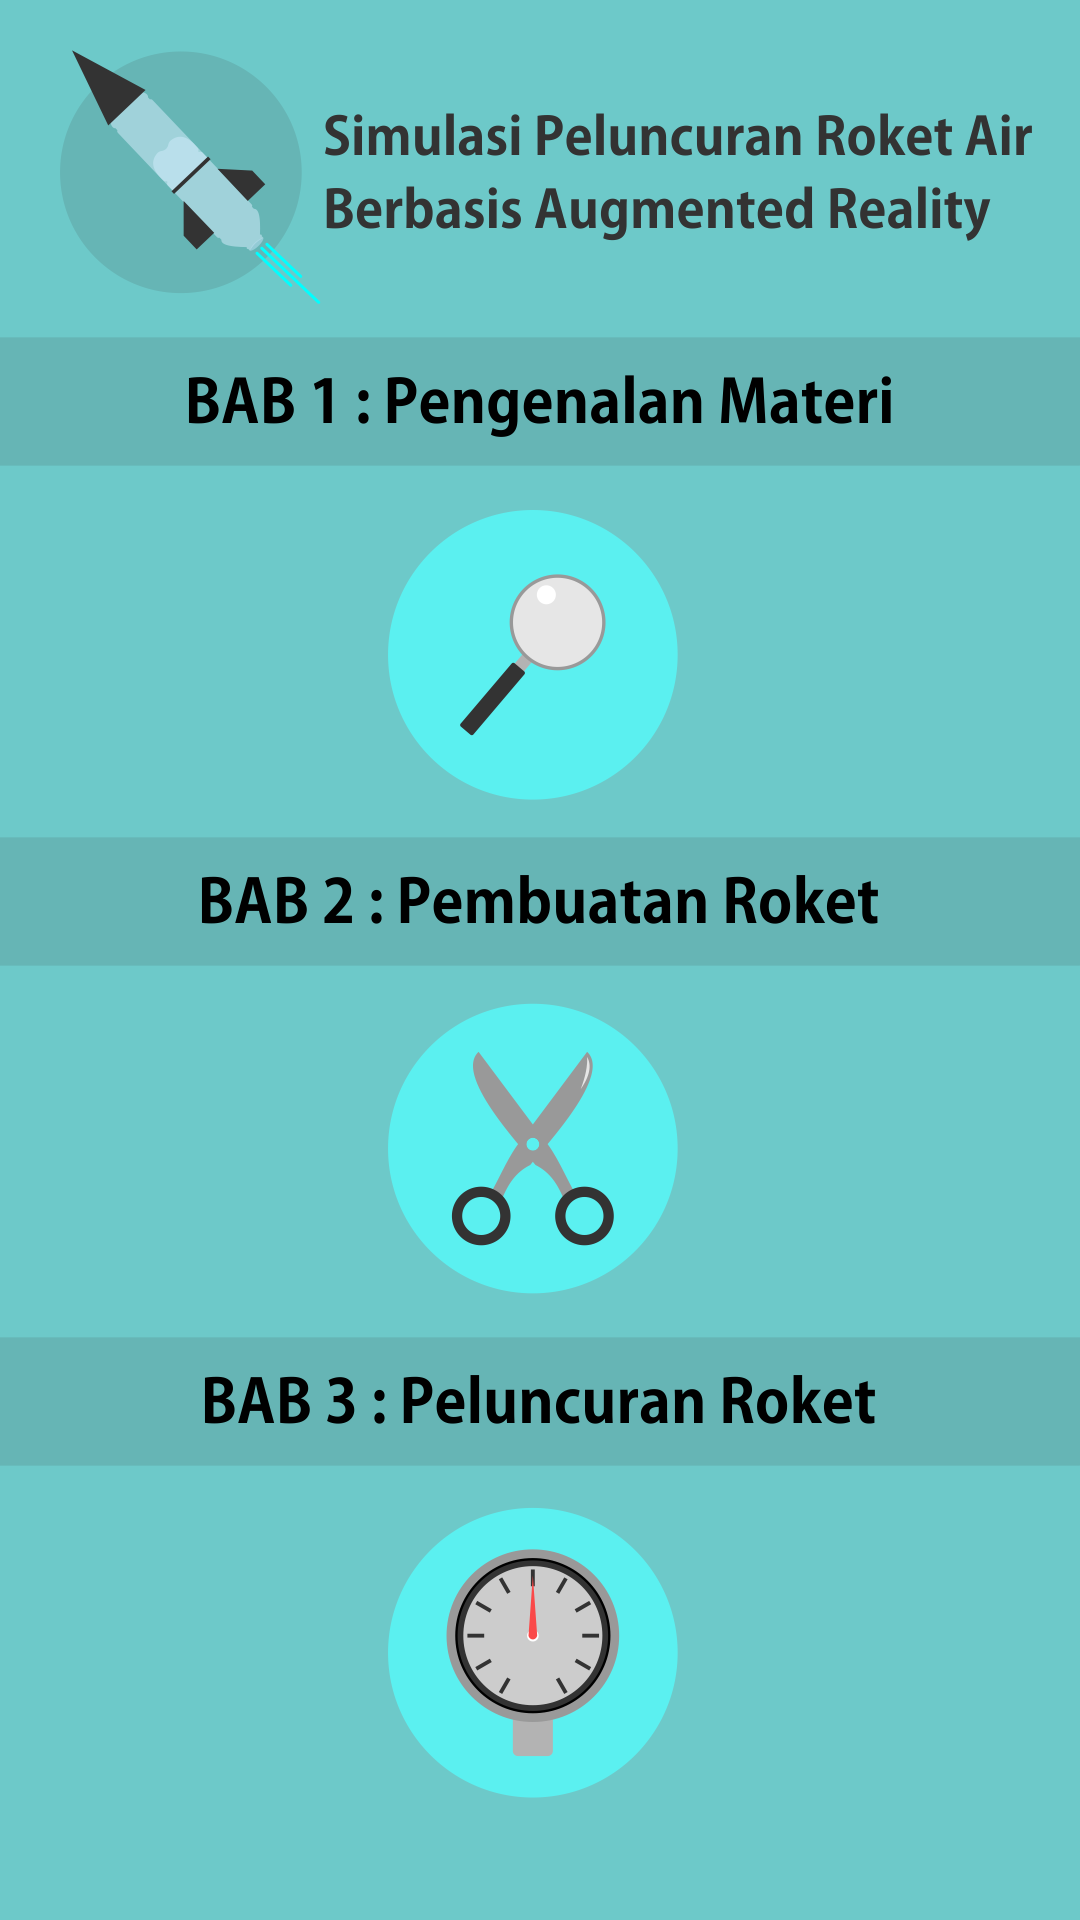 Simulasi Peluncuran Roket Air
Berbasis Augmented Reality
BAB 1 : Pengenalan Materi
BAB 2 : Pembuatan Roket
BAB 3 : Peluncuran Roket